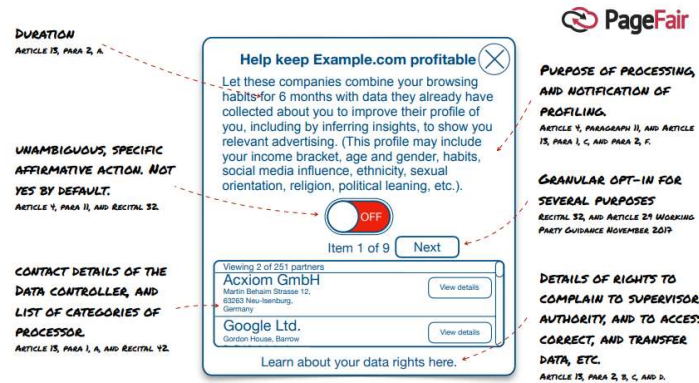 PageFair
DURATION
ARTICLE 13, PARA 2, A.
UNAMBIGUOUS, SPECIFIC
AFFIRMATIVE ACTION. NOT
YES BY DEFAULT.
ARTICLE 4, PARA 11, AND RECITAL 32.
CONTACT DETAILS OF THE
DATA CONTROLLER, AND
LIST OF CATEGORIES OF
PROCESSOR.
ARTICLE 13, PARA 1, A, AND RECITAL 42.
Help keep Example.com profitable
Let these companies combine your browsing
habits for 6 months with data they already have
collected about you to improve their profile of
you, including by inferring insights, to show you
relevant advertising. (This profile may include
your income bracket, age and gender, habits,
social media influence, ethnicity, sexual
orientation, religion, political leaning, etc.).
OFF
Item 1 of 9 Next
Viewing 2 of 251 partners
Acxiom GmbH
Martin Behaim Strasse 12,
63263 Neu-Isenburg,
Germany
View details
Google Ltd.
Gordon House, Barrow
View details
Learn about your data rights here.
PURPOSE OF PROCESSING,
AND NOTIFICATION OF
PROFILING.
ARTICLE 4, PARAGRAPH 11, AND ARTICLE
13, PARA 1, C, AND PARA 2, F.
GRANULAR OPT-IN FOR
SEVERAL PURPOSES
RECITAL 32, AND ARTICLE 29 WORKING
PARTY GUIDANCE NOVEMBER 2017
DETAILS OF RIGHTS TO
COMPLAIN TO SUPERVISOR
AUTHORITY, AND TO ACCESS
CORRECT, AND TRANSFER
DATA, ETC.
ARTICLE 13, PARA 2, B, C, AND D.